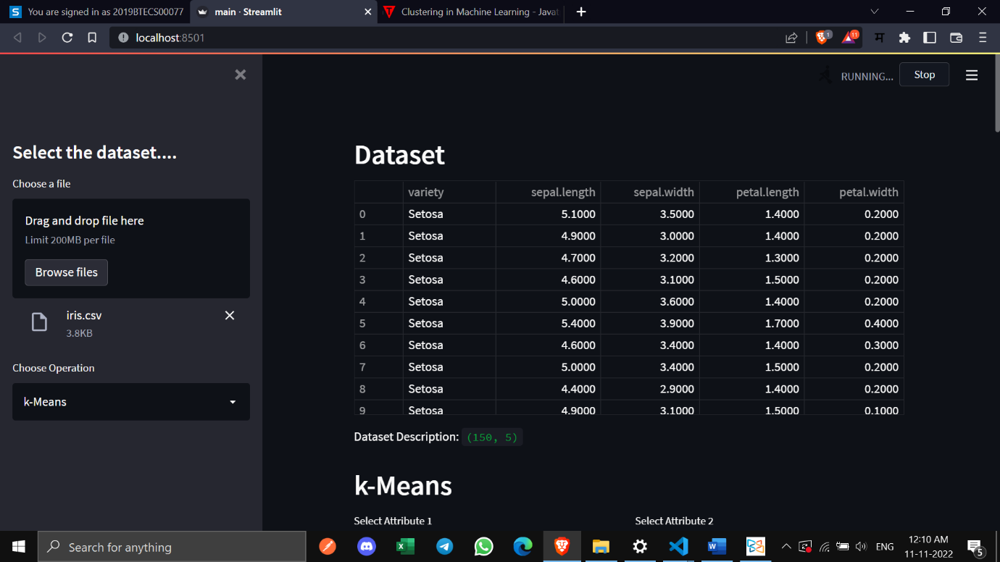 You are signed in as 2019BTECS00077
main · Streamlit
Clustering in Machine Learning - Javat
localhost:8501
1
11
म
RUNNING...
Stop
Select the dataset....
Choose a file
Drag and drop file here
Limit 200MB per file
Browse files
iris.csv
3.8KB
Choose Operation
k-Means
Dataset
variety sepal.length sepal.width petal.length petal.width
0 Setosa 5.1000 3.5000 1.4000 0.2000
1 Setosa 4.9000 3.0000 1.4000 0.2000
2 Setosa 4.7000 3.2000 1.3000 0.2000
3 Setosa 4.6000 3.1000 1.5000 0.2000
4 Setosa 5.0000 3.6000 1.4000 0.2000
5 Setosa 5.4000 3.9000 1.7000 0.4000
6 Setosa 4.6000 3.4000 1.4000 0.3000
7 Setosa 5.0000 3.4000 1.5000 0.2000
8 Setosa 4.4000 2.9000 1.4000 0.2000
9 Setosa 4.9000 3.1000 1.5000 0.1000
Dataset Description: (150, 5)
k-Means
Select Attribute 1 Select Attribute 2
Search for anything
ENG
12:10 AM
11-11-2022
5